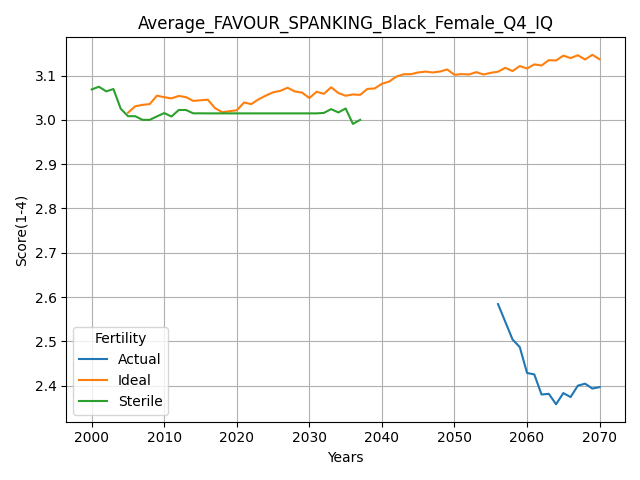 Average_FAVOUR_SPANKING_Black_Female_Q4_IQ
Score(1-4)
3.1
3.0
2.9
2.8
2.7
2.6
2.5
2.4
Fertility
Actual
Ideal
Sterile
2000 2010 2020 2030 2040 2050 2060 2070
Years